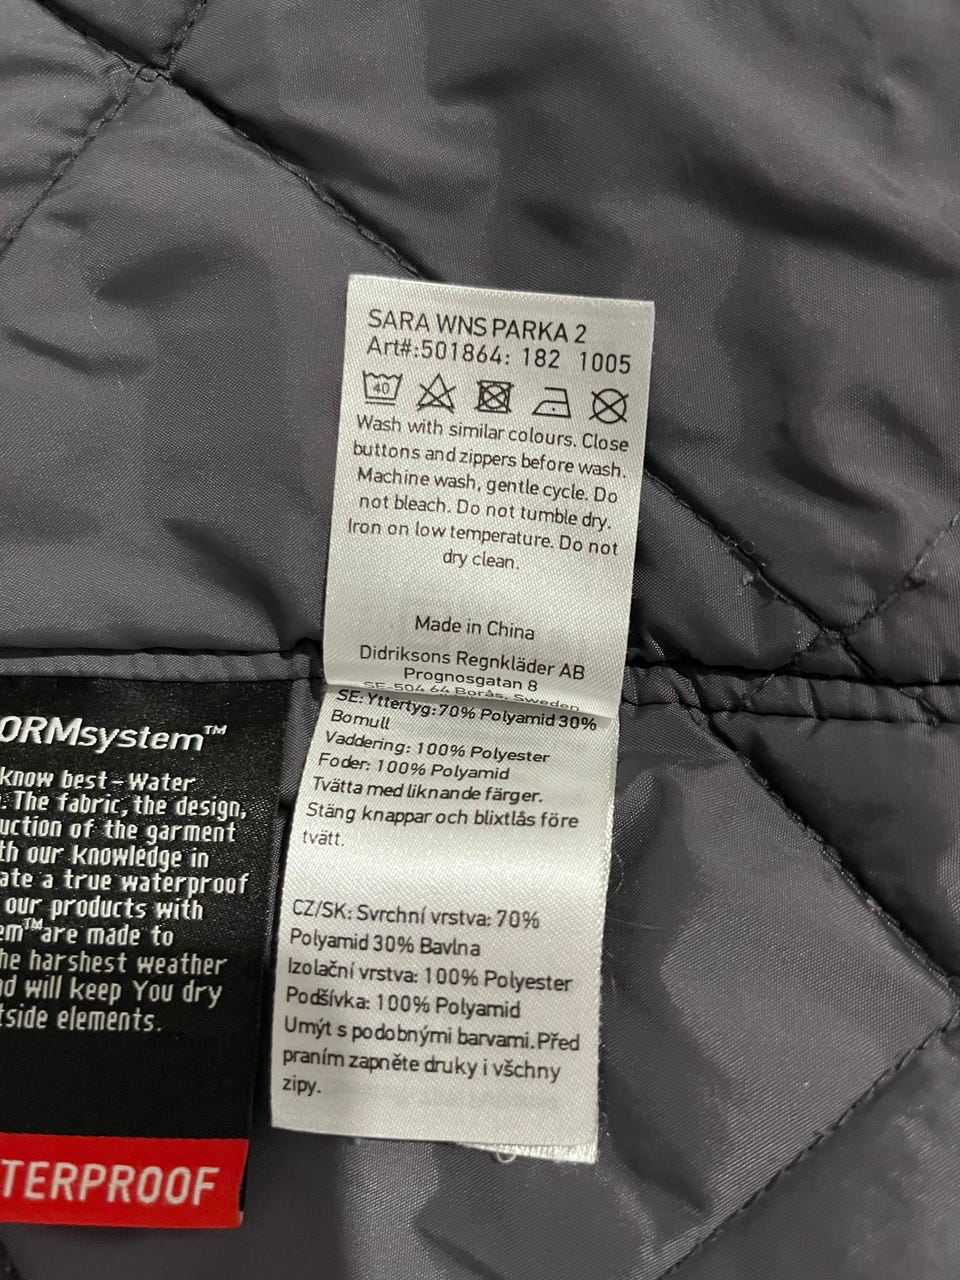 SARA WNS PARKA 2
Art#:501864: 182 1005
40
Wash with similar colours. Close
buttons and zippers before wash.
Machine wash, gentle cycle. Do
not bleach. Do not tumble dry.
Iron on low temperature. Do not
dry clean.
Made in China
Didriksons Regnkläder AB
Prognosgatan 8
SE-504 64 Borås, Sweden
SE: Yttertyg:70% Polyamid 30%
Bomull
Vaddering: 100% Polyester
Foder: 100% Polyamid
Tvätta med liknande färger.
Stäng knappar och blixtlås före
tvätt.
CZ/SK: Svrchní vrstva: 70%
Polyamid 30% Bavlna
Izolační vrstva: 100% Polyester
Podšívka: 100% Polyamid
Umýt s podobnými barvami. Před
praním zapněte druky i všchny
zipy.
ORMsystem™
know best – Water
. The fabric, the design,
uction of the garment
th our knowledge in
ate a true waterproof
our products with
em™are made to
he harshest weather
nd will keep You dry
tside elements.
TERPROOF